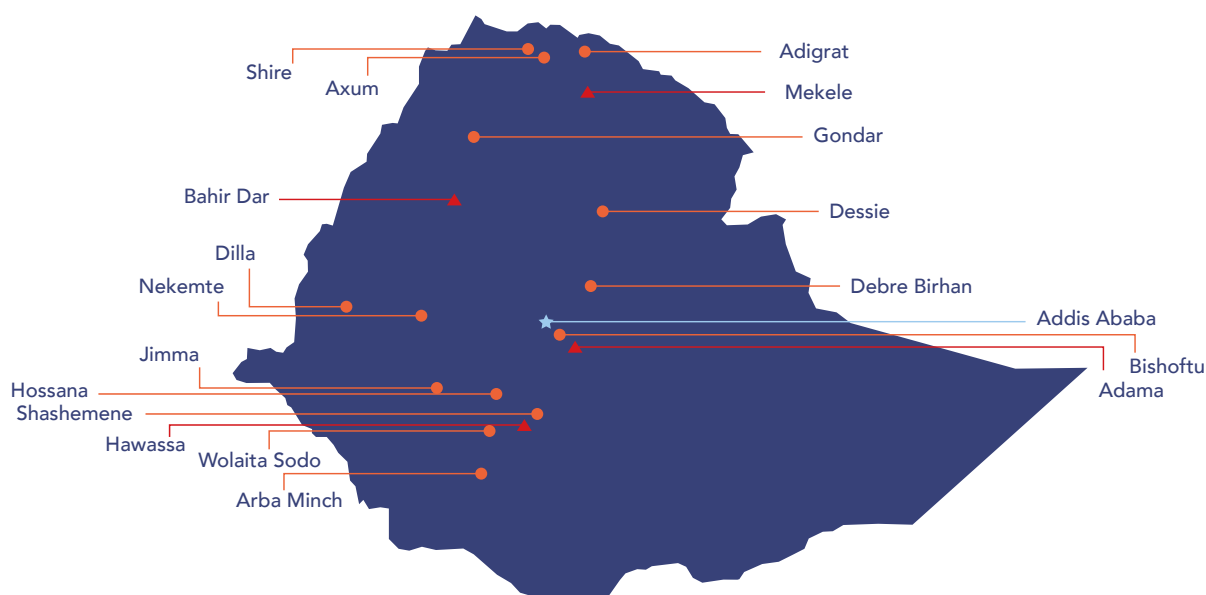 Shire
Axum
Adigrat
Mekele
Gondar
Bahir Dar
Dessie
Dilla
Nekemte
Debre Birhan
Addis Ababa
Bishoftu
Adama
Jimma
Hossana
Shashemene
Hawassa
Wolaita Sodo
Arba Minch